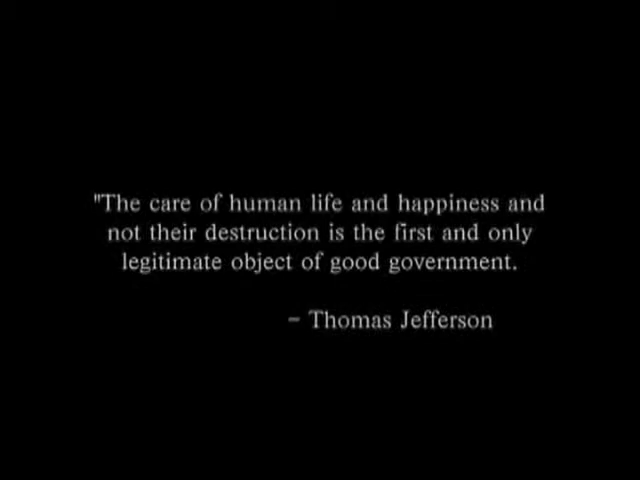 "The care of human life and happiness and
not their destruction is the first and only
legitimate object of good government.
– Thomas Jefferson